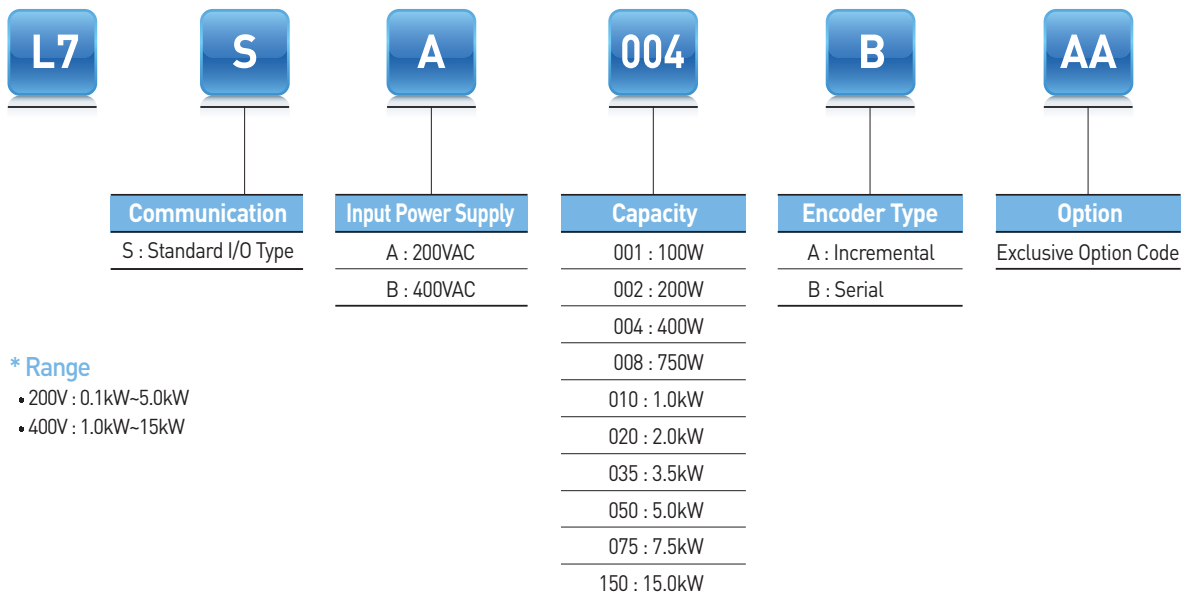 L7 S A 004 B AA
Communication
S : Standard I/O Type
Input Power Supply
A : 200VAC
B : 400VAC
Capacity
001 : 100W
002 : 200W
004 : 400W
008 : 750W
010 : 1.0kW
020 : 2.0kW
035 : 3.5kW
050 : 5.0kW
075 : 7.5kW
150 : 15.0kW
Encoder Type
A : Incremental
B : Serial
Option
Exclusive Option Code
* Range
• 200V : 0.1kW~5.0kW
• 400V : 1.0kW~15kW